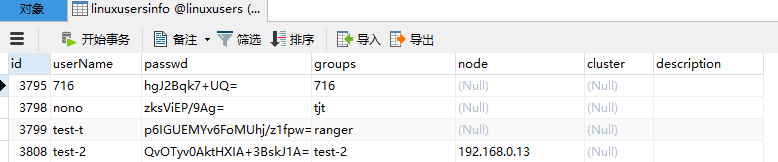 对象 linuxusersinfo @linuxusers (...
开始事务 备注 筛选 排序 导入 导出
id userName passwd groups node cluster description
3795 716 hgJ2Bqk7+UQ= 716 (Null) (Null)
3798 nono zksViEP/9Ag= tjt (Null) (Null)
3799 test-t p6IGUEMYv6FoMUhj/z1fpw= ranger (Null) (Null)
3808 test-2 QvOTyv0AktHXIA+3BskJ1A= test-2 192.168.0.13 (Null)